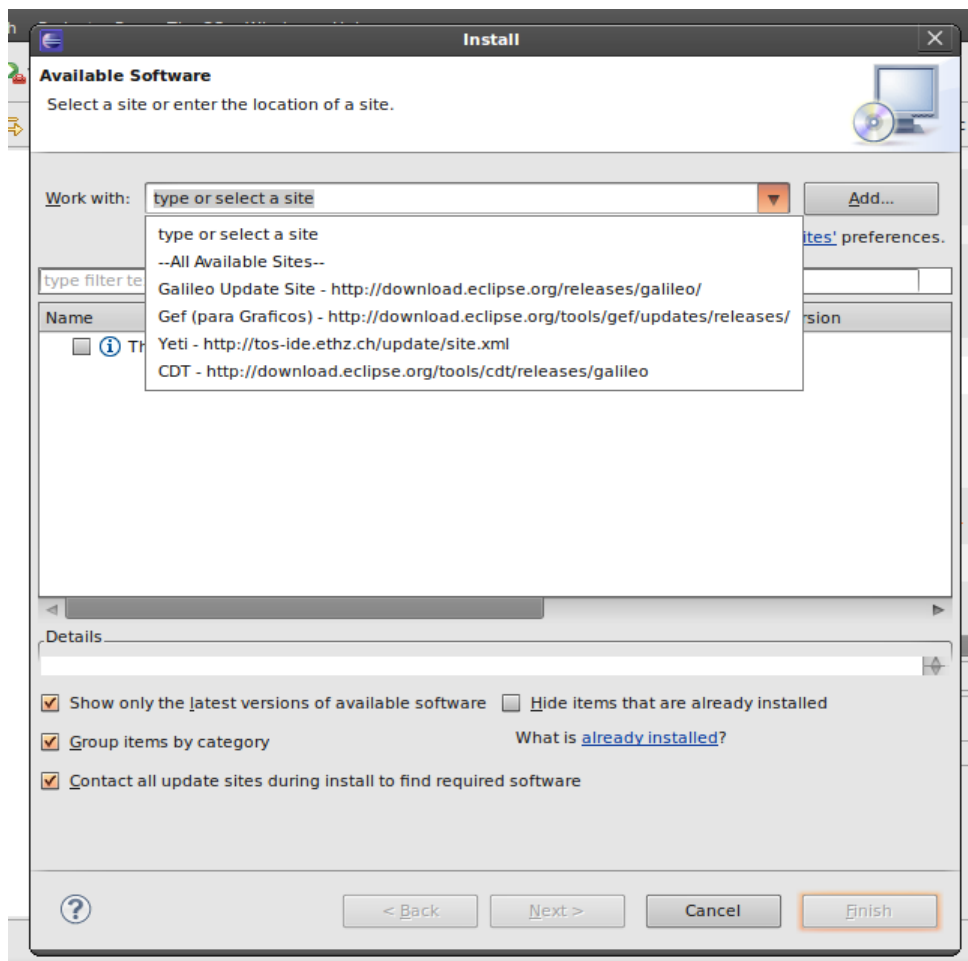 Install
Available Software
Select a site or enter the location of a site.
Work with: type or select a site Add...
type or select a site
ites' preferences.
--All Available Sites--
type filter te
Galileo Update Site - http://download.eclipse.org/releases/galileo/
Name
Gef (para Graficos) - http://download.eclipse.org/tools/gef/updates/releases/
rsion
Th
Yeti - http://tos-ide.ethz.ch/update/site.xml
CDT - http://download.eclipse.org/tools/cdt/releases/galileo
Details
Show only the latest versions of available software
Hide items that are already installed
Group items by category
What is already installed?
Contact all update sites during install to find required software
< Back Next > Cancel Finish